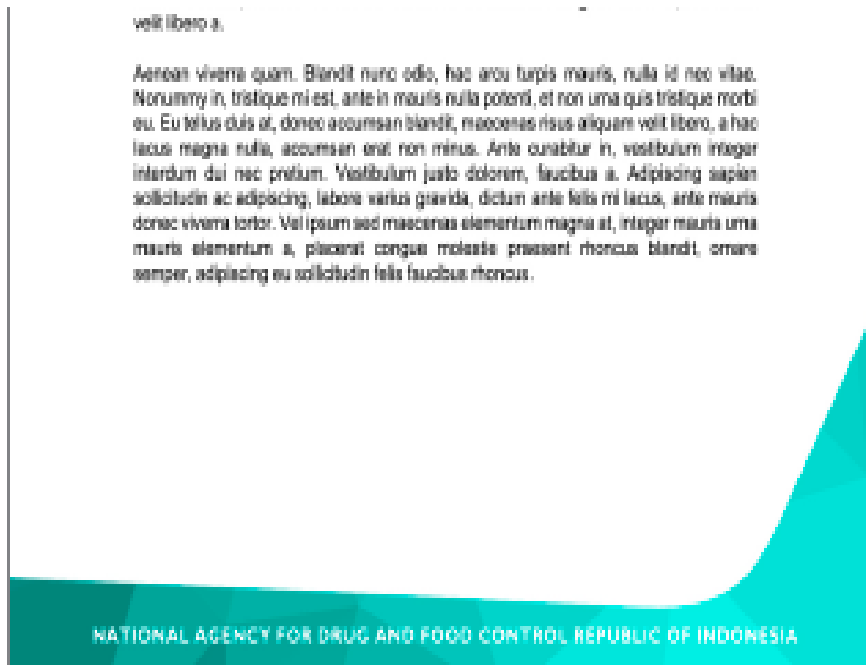 velit libero a.
Aenean viverra quam. Blandit nunc odio, hac arcu turpis mauris, nulla id nec vitae.
Nonummy in, tristique mi est, ante in mauris nulla potenti, et non urna quis tristique morbi
eu. Eu tellus duis at, donec accumsan blandit, maecenas risus aliquam velit libero, a hac
lacus magna nulla, accumsan erat non minus. Ante curabitur in, vestibulum integer
interdum dui nec pretium. Vestibulum justo dolorem, faucibus a. Adipiscing sapien
sollicitudin ac adipiscing, labore varius gravida, dictum ante felis mi lacus, ante mauris
donec viverra tortor. Vel ipsum sed maecenas elementum magna at, integer mauris urna
mauris elementum a, placerat congue molestie praesent rhoncus blandit, ornare
semper, adipiscing eu sollicitudin felis faucibus rhoncus.
NATIONAL AGENCY FOR DRUG AND FOOD CONTROL REPUBLIC OF INDONESIA